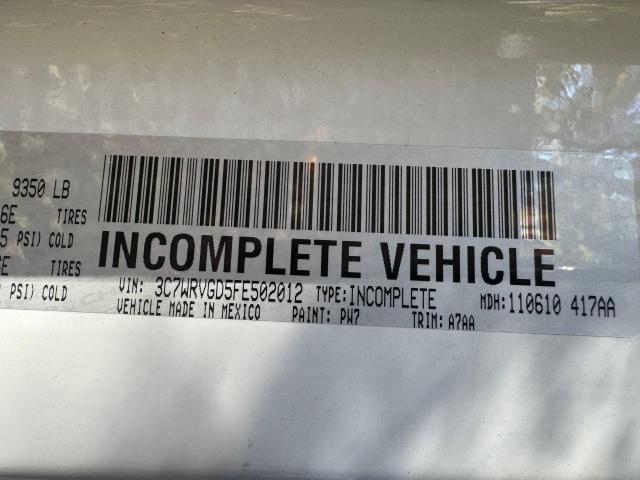 9350 LB
6E TIRES
5 PSI) COLD
INCOMPLETE VEHICLE
E TIRES
VIN: 3C7WRVGD5FE502012 TYPE:INCOMPLETE MDH:110610 417AA
PSI) COLD
VEHICLE MADE IN MEXICO PAINT: PW7 TRIM: A7AA